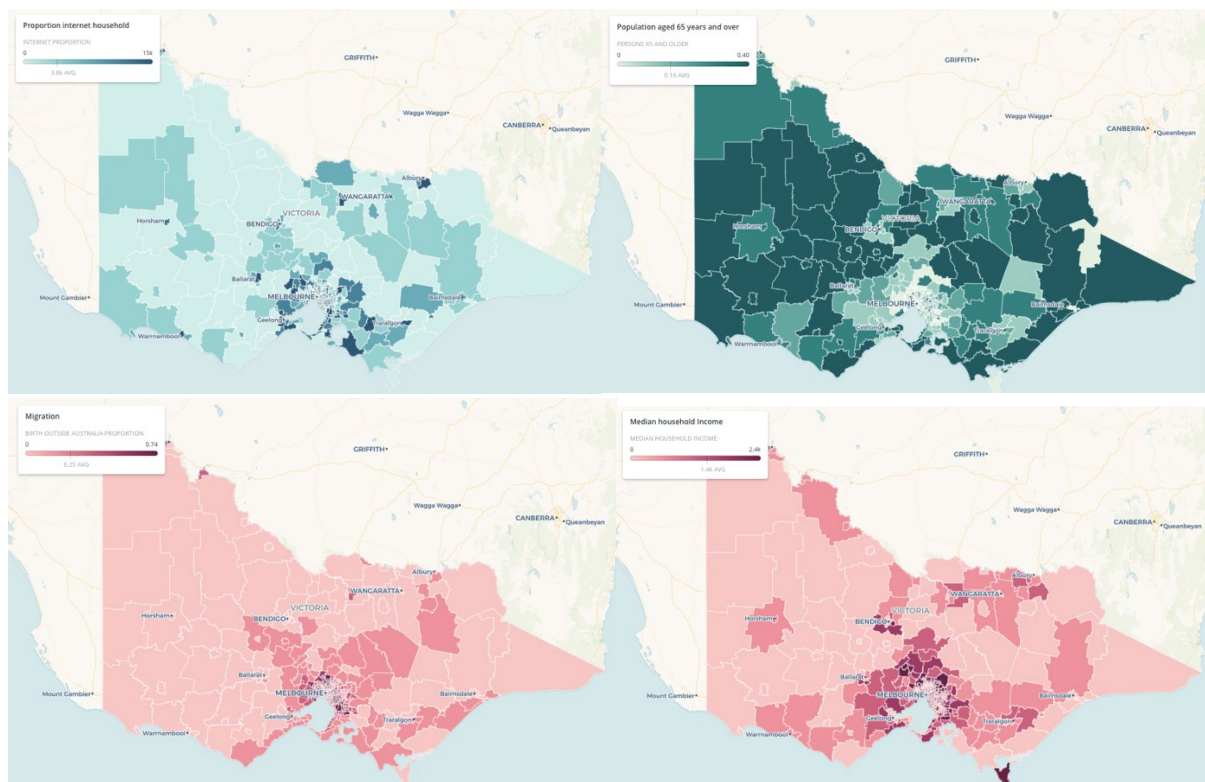 Proportion internet household
INTERNET PROPORTION
0 15k
3.8k AVG
GRIFFITH
Wagga Wagga
CANBERRA
Queanbeyan
Albury
WANGARATTA
VICTORIA
Horsham
BENDIGO
Ballarat
MELBOURNE
Mount Gambier
Geelong
Bairnsdale
Traralgon
Warrnambool
Population aged 65 years and over
PERSONS 65 AND OLDER
0 0.40
0.16 AVG
GRIFFITH
Wagga Wagga
CANBERRA
Queanbeyan
Albury
WANGARATTA
VICTORIA
Horsham
BENDIGO
Ballarat
MELBOURNE
Mount Gambier
Geelong
Bairnsdale
Traralgon
Warrnambool
Migration
BIRTH OUTSIDE AUSTRALIA PROPORTION
0 0.74
0.25 AVG
GRIFFITH
Wagga Wagga
CANBERRA
Queanbeyan
Albury
WANGARATTA
VICTORIA
Horsham
BENDIGO
Ballarat
MELBOURNE
Mount Gambier
Geelong
Bairnsdale
Traralgon
Warrnambool
Median household Income
MEDIAN HOUSEHOLD INCOME
0 2.4k
1.4k AVG
GRIFFITH
Wagga Wagga
CANBERRA
Queanbeyan
Albury
WANGARATTA
VICTORIA
Horsham
BENDIGO
Ballarat
MELBOURNE
Mount Gambier
Geelong
Bairnsdale
Traralgon
Warrnambool